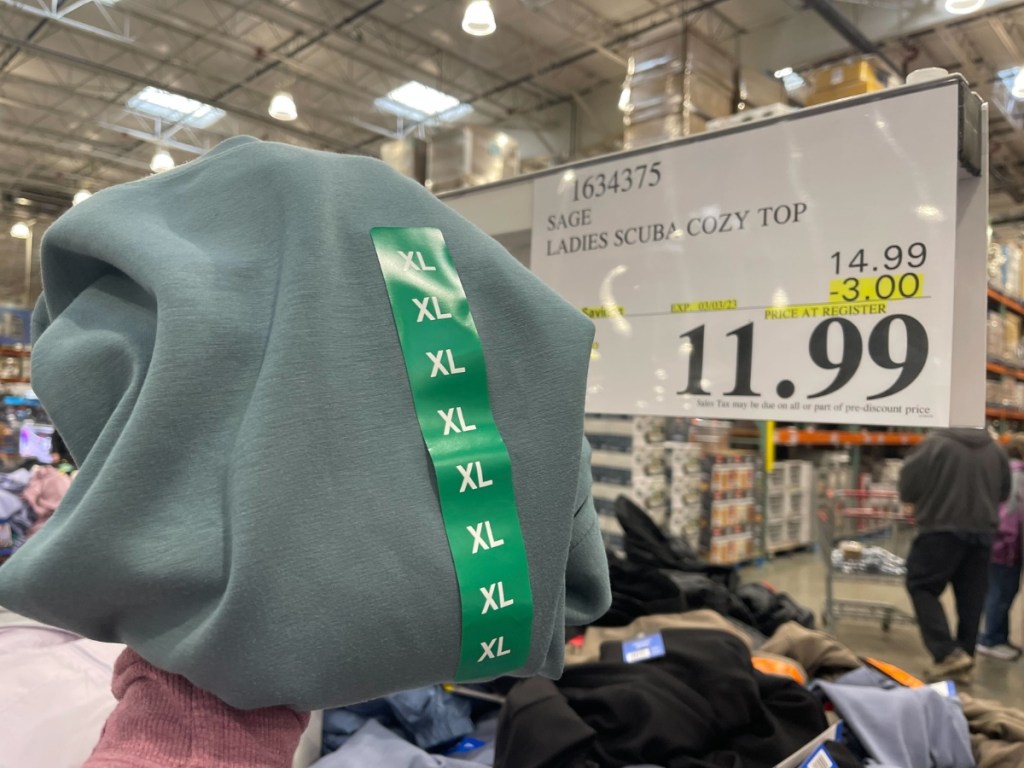 XL
XL
XL
XL
XL
XL
XL
XL
1634375
SAGE
LADIES SCUBA COZY TOP
14.99
-3.00
Savings EXP. 03/03/23 PRICE AT REGISTER
11.99
Sales Tax may be due on all or part of pre-discount price